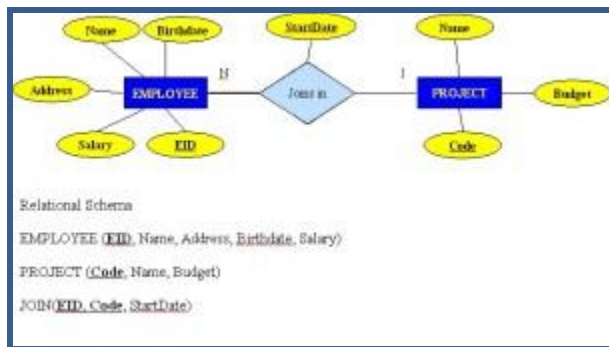 Name Birthdate StartDate Name
N 1
Address EMPLOYEE Joins in PROJECT Budget
Salary EID Code
Relational Schema
EMPLOYEE (EID, Name, Address, Birthdate, Salary)
PROJECT (Code, Name, Budget)
JOIN(EID, Code, StartDate)